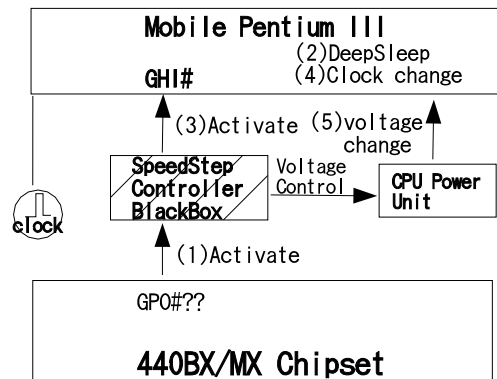 Mobile Pentium III
(2)DeepSleep
(4)Clock change
GHI#
(3)Activate
(5)voltage
change
SpeedStep
Controller
BlackBox
Voltage
Control
CPU Power
Unit
clock
(1)Activate
GPO#??
440BX/MX Chipset